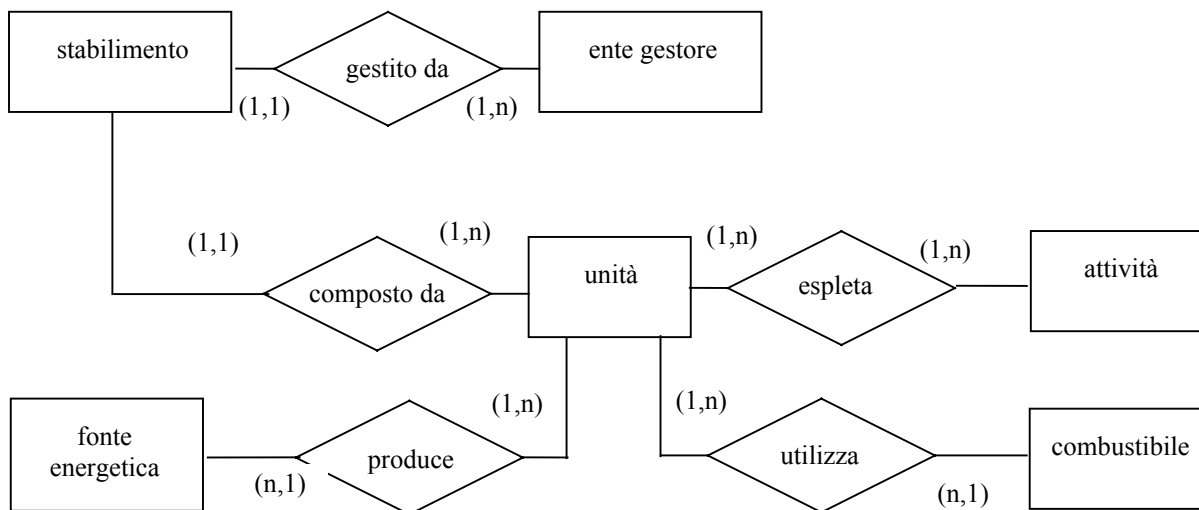 stabilimento
gestito da
ente gestore
(1,1)
(1,n)
(1,1)
(1,n)
(1,n)
(1,n)
composto da
unità
espleta
attività
(1,n)
(1,n)
fonte
energetica
produce
utilizza
combustibile
(n,1)
(n,1)